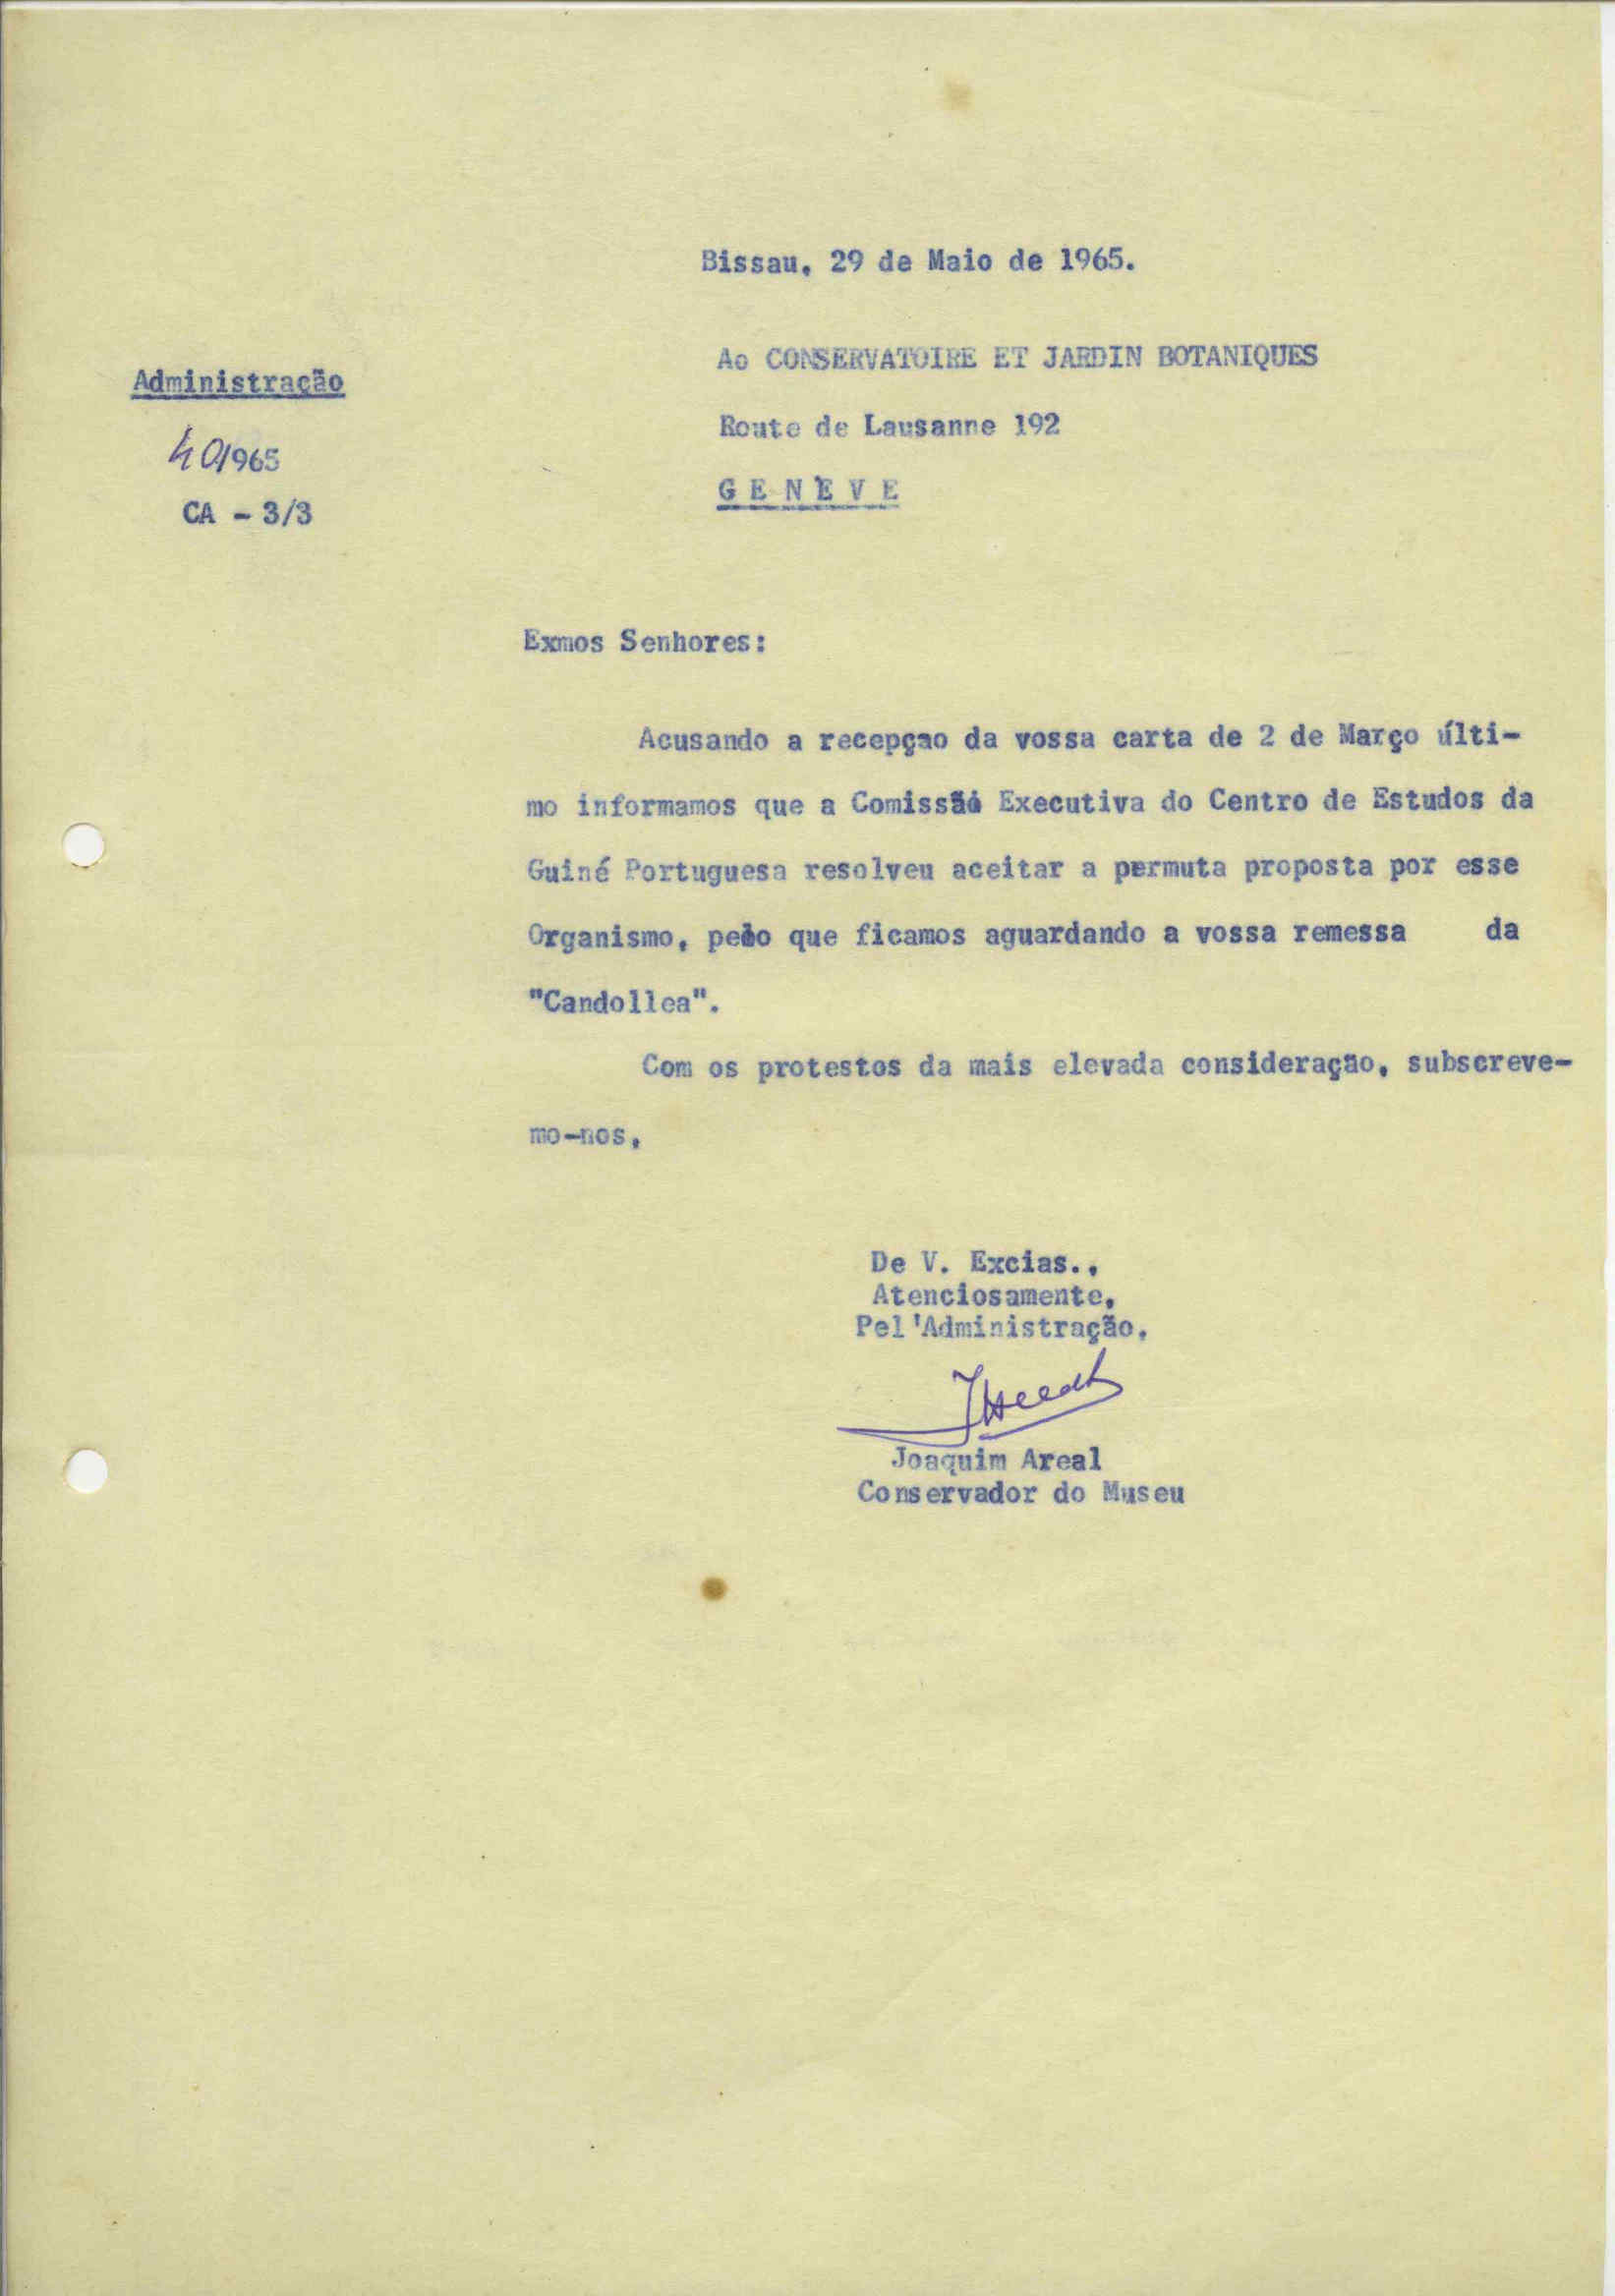 Bissau, 29 de Maio de 1965.
Ao CONSERVATOIRE ET JARDIN BOTANIQUES
Administração
Route de Lausanne 192
40/965
GENÈVE
CA - 3/3
Exmos Senhores:
Acusando a recepçao da vossa carta de 2 de Março últi-
mo informamos que a Comissão Executiva do Centro de Estudos da
Guiné Portuguesa resolveu aceitar a permuta proposta por esse
Organismo, pelo que ficamos aguardando a vossa remessa da
"Candollea".
Com os protestos da mais elevada consideração, subscreve-
mo-nos,
De V. Excias.,
Atenciosamente,
Pel'Administração,
Joaquim Areal
Conservador do Museu